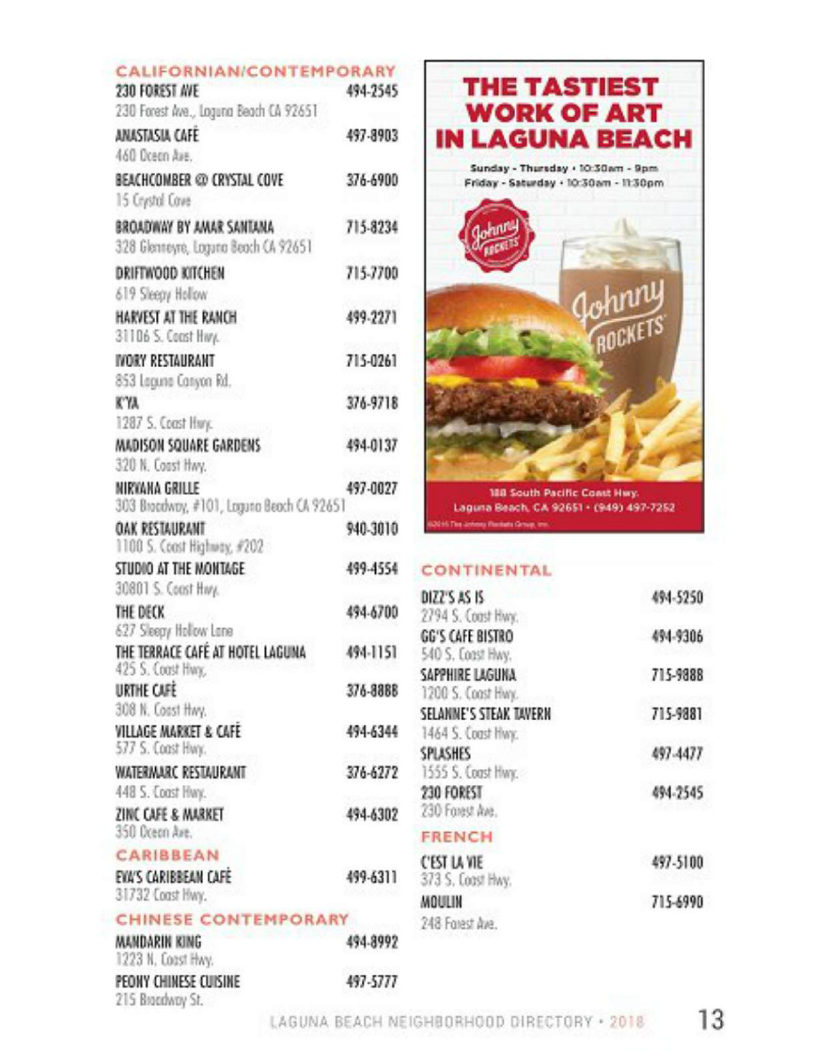 CALIFORNIAN/CONTEMPORARY
230 FOREST AVE 494-2545
230 Forest Ave., Laguna Beach CA 92651
ANASTASIA CAFÉ 497-8903
460 Ocean Ave.
BEACHCOMBER @ CRYSTAL COVE 376-6900
15 Crystal Cove
BROADWAY BY AMAR SANTANA 715-8234
328 Glenneyre, Laguna Beach CA 92651
DRIFTWOOD KITCHEN 715-7700
619 Sleepy Hollow
HARVEST AT THE RANCH 499-2271
31106 S. Coast Hwy.
IVORY RESTAURANT 715-0261
853 Laguna Canyon Rd.
K'YA 376-9718
1287 S. Coast Hwy.
MADISON SQUARE GARDENS 494-0137
320 N. Coast Hwy.
NIRVANA GRILLE 497-0027
303 Broadway, #101, Laguna Beach CA 92651
OAK RESTAURANT 940-3010
1100 S. Coast Highway, #202
STUDIO AT THE MONTAGE 499-4554
30801 S. Coast Hwy.
THE DECK 494-6700
627 Sleepy Hollow Lane
THE TERRACE CAFÉ AT HOTEL LAGUNA 494-1151
425 S. Coast Hwy,
URTHE CAFÉ 376-8888
308 N. Coast Hwy.
VILLAGE MARKET & CAFÉ 494-6344
577 S. Coast Hwy.
WATERMARC RESTAURANT 376-6272
448 S. Coast Hwy.
ZINC CAFE & MARKET 494-6302
350 Ocean Ave.
CARIBBEAN
EVA'S CARIBBEAN CAFÉ 499-6311
31732 Coast Hwy.
CHINESE CONTEMPORARY
MANDARIN KING 494-8992
1223 N. Coast Hwy.
PEONY CHINESE CUISINE 497-5777
215 Broadway St.
THE TASTIEST
WORK OF ART
IN LAGUNA BEACH
Sunday - Thursday • 10:30am - 9pm
Friday - Saturday • 10:30am - 11:30pm
Johnny
ROCKETS
Johnny
ROCKETS
188 South Pacific Coast Hwy.
Laguna Beach, CA 92651 • (949) 497-7252
©2016 The Johnny Rockets Group, Inc.
CONTINENTAL
DIZZ'S AS IS 494-5250
2794 S. Coast Hwy.
GG'S CAFE BISTRO 494-9306
540 S. Coast Hwy.
SAPPHIRE LAGUNA 715-9888
1200 S. Coast Hwy.
SELANNE'S STEAK TAVERN 715-9881
1464 S. Coast Hwy.
SPLASHES 497-4477
1555 S. Coast Hwy.
230 FOREST 494-2545
230 Forest Ave.
FRENCH
C'EST LA VIE 497-5100
373 S. Coast Hwy.
MOULIN 715-6990
248 Forest Ave.
LAGUNA BEACH NEIGHBORHOOD DIRECTORY • 2018 13